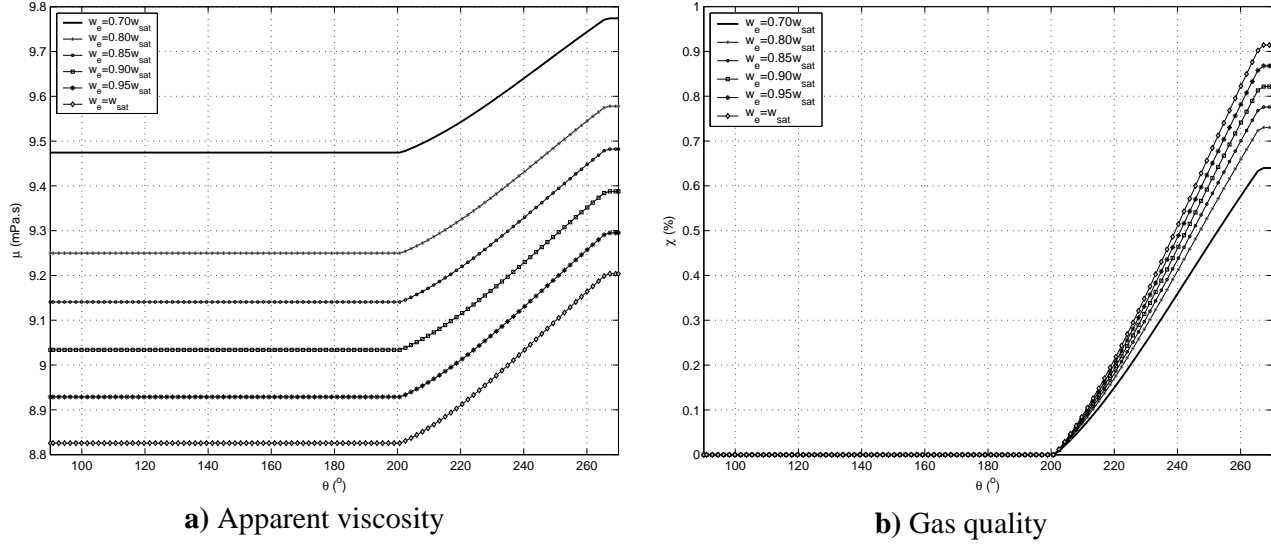 9.8
9.7
9.6
9.5
9.4
9.3
9.2
9.1
9
8.9
8.8
μ (mPa.s)
w_e=0.70w_sat
w_e=0.80w_sat
w_e=0.85w_sat
w_e=0.90w_sat
w_e=0.95w_sat
w_e=w_sat
100 120 140 160 180 200 220 240 260
θ (°)
a) Apparent viscosity
1
0.9
0.8
0.7
0.6
0.5
0.4
0.3
0.2
0.1
0
χ (%)
w_e=0.70w_sat
w_e=0.80w_sat
w_e=0.85w_sat
w_e=0.90w_sat
w_e=0.95w_sat
w_e=w_sat
100 120 140 160 180 200 220 240 260
θ (°)
b) Gas quality